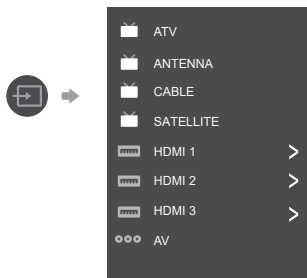 ATV
ANTENNA
CABLE
SATELLITE
HDMI 1
HDMI 2
HDMI 3
AV